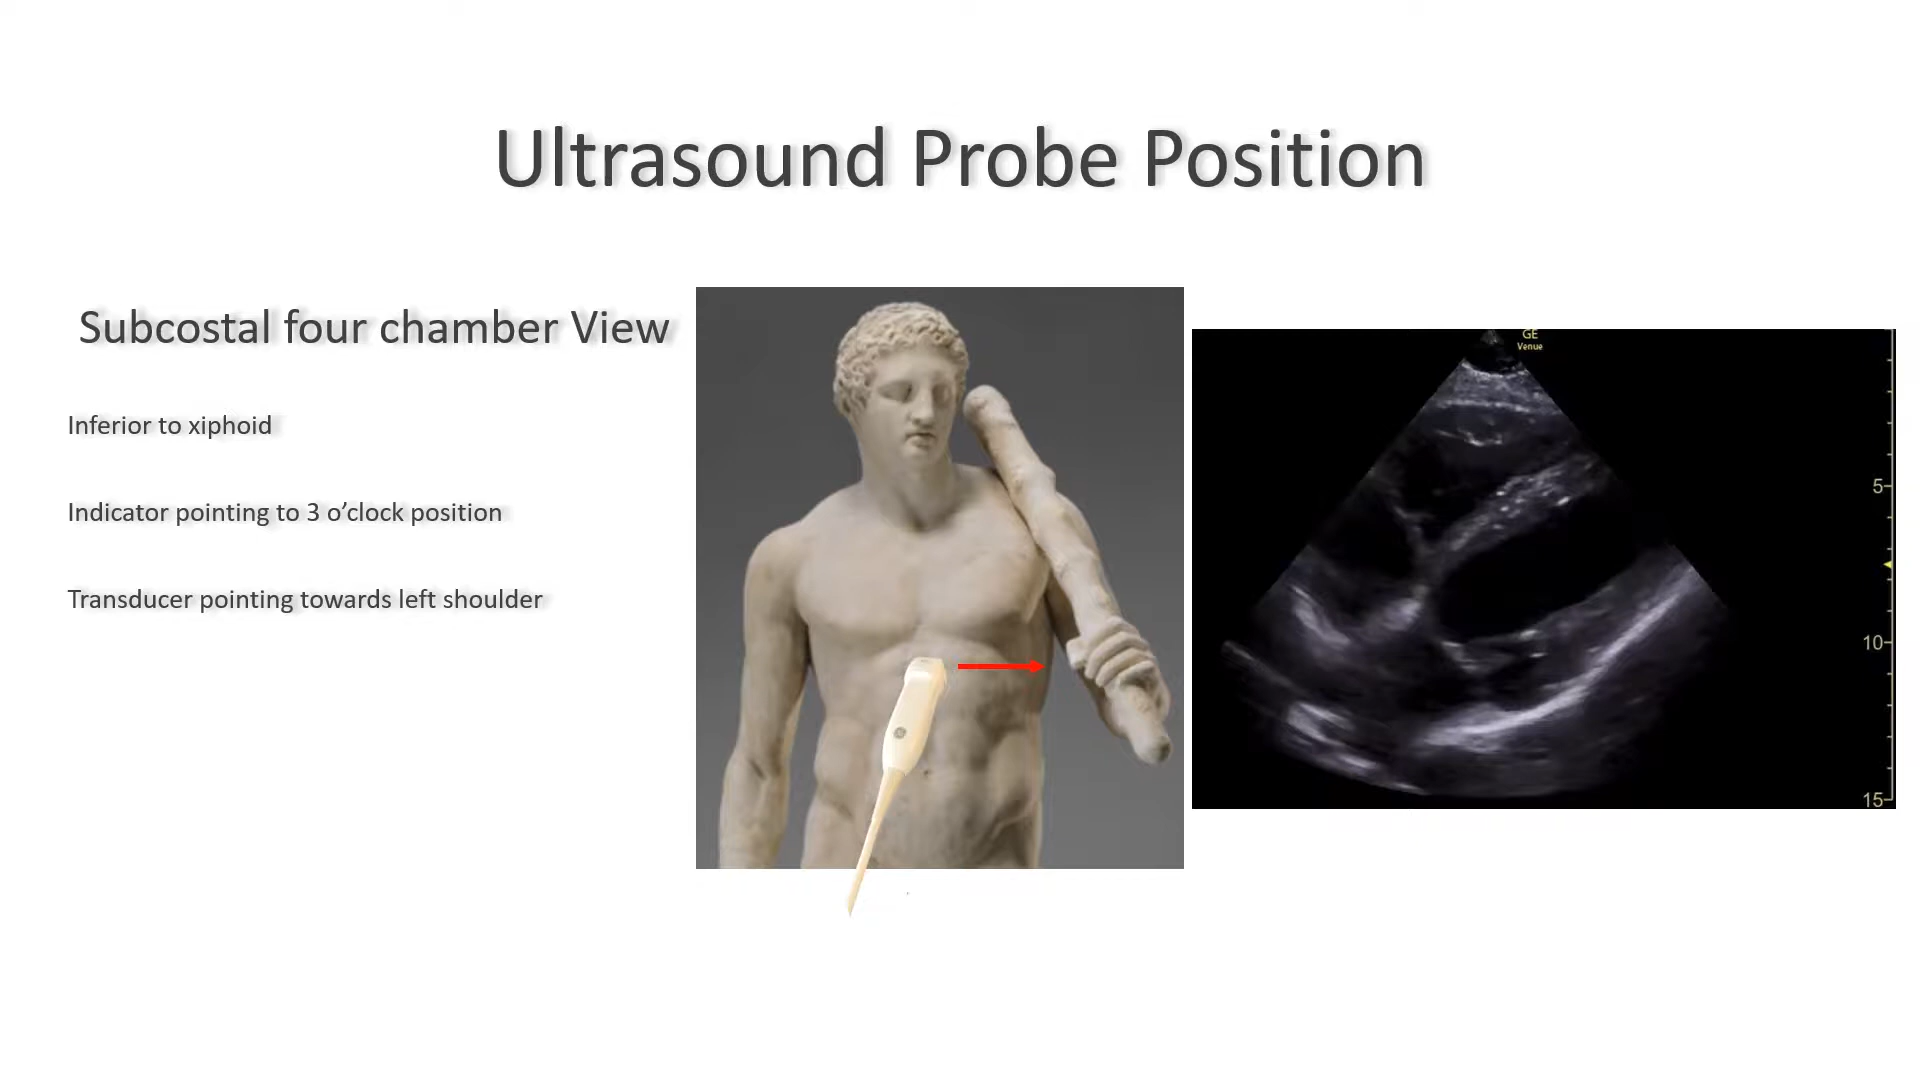 Ultrasound Probe Position
Subcostal four chamber View
Inferior to xiphoid
Indicator pointing to 3 o’clock position
Transducer pointing towards left shoulder
GE
Venue
5
10
15